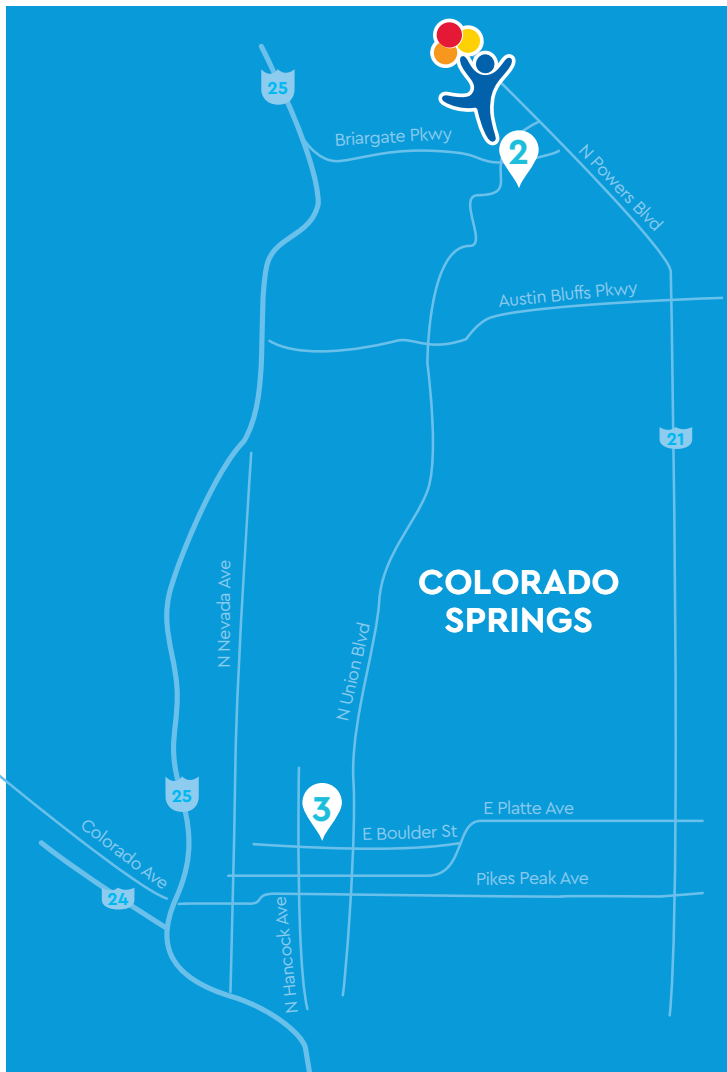 25
Briargate Pkwy
2
N Powers Blvd
Austin Bluffs Pkwy
21
COLORADO
SPRINGS
N Nevada Ave
N Union Blvd
25
3
E Platte Ave
E Boulder St
Colorado Ave
Pikes Peak Ave
24
N Hancock Ave